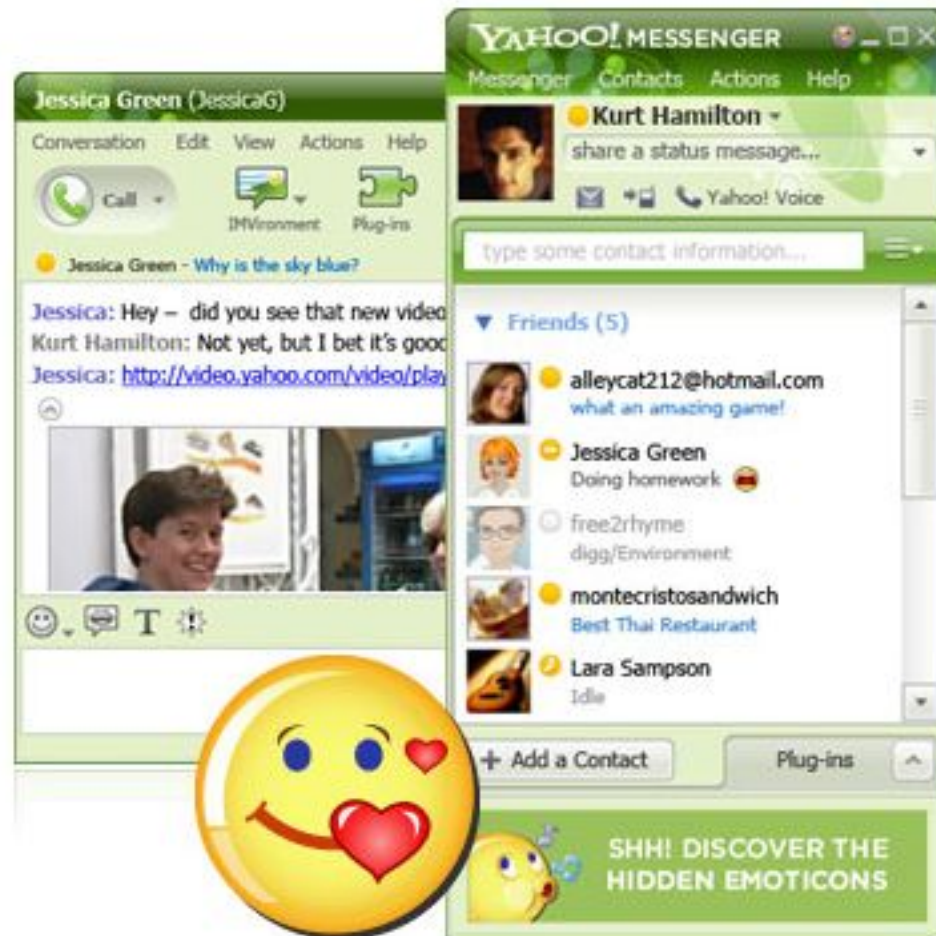 Jessica Green (JessicaG)
Conversation Edit View Actions Help
Call
IMVironment Plug-ins
Jessica Green - Why is the sky blue?
Jessica: Hey – did you see that new video
Kurt Hamilton: Not yet, but I bet it's good
Jessica: http://video.yahoo.com/video/play
T
YAHOO! MESSENGER
Messenger Contacts Actions Help
Kurt Hamilton
share a status message...
Yahoo! Voice
type some contact information...
Friends (5)
alleycat212@hotmail.com
what an amazing game!
Jessica Green
Doing homework
free2rhyme
digg/Environment
montecristosandwich
Best Thai Restaurant
Lara Sampson
Idle
+ Add a Contact
Plug-ins
SHH! DISCOVER THE
HIDDEN EMOTICONS